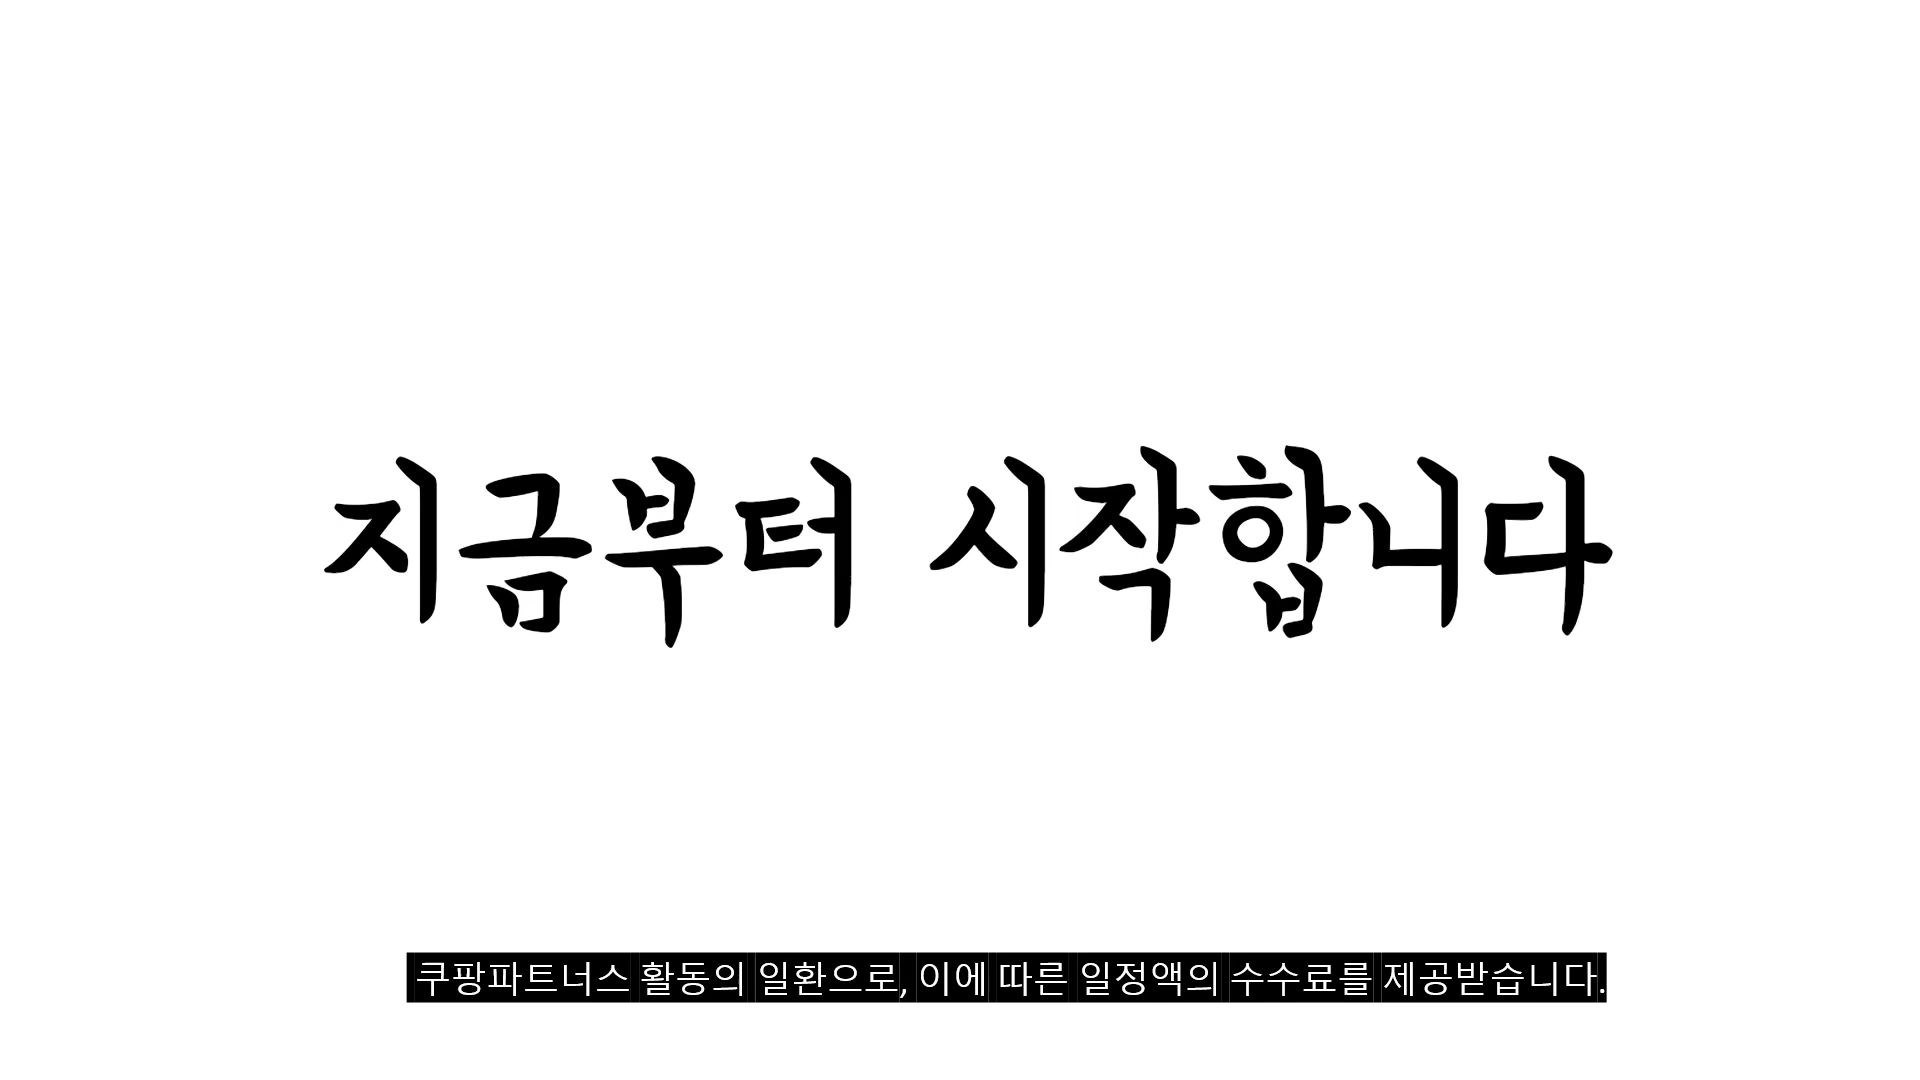 지금부터 시작합니다
쿠팡파트너스 활동의 일환으로, 이에 따른 일정액의 수수료를 제공받습니다.